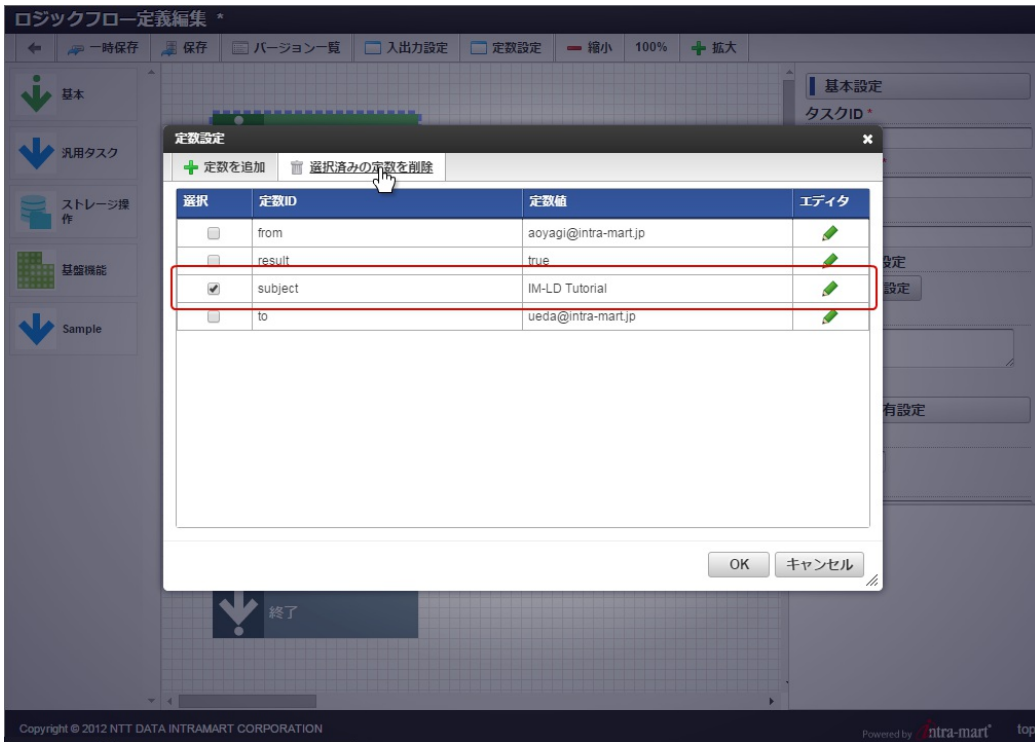 ロジックフロー定義編集 *
一時保存 保存 バージョン一覧 入出力設定 定数設定 縮小 100% 拡大
基本
汎用タスク
ストレージ操
作
基盤機能
Sample
基本設定
タスクID *
*
定数設定
定数を追加 選択済みの定数を削除
選択 定数ID 定数値 エディタ
from aoyagi@intra-mart.jp
result true
subject IM-LD Tutorial
to ueda@intra-mart.jp
設定
設定
有設定
OK キャンセル
終了
Copyright © 2012 NTT DATA INTRAMART CORPORATION
Powered by intra-mart top